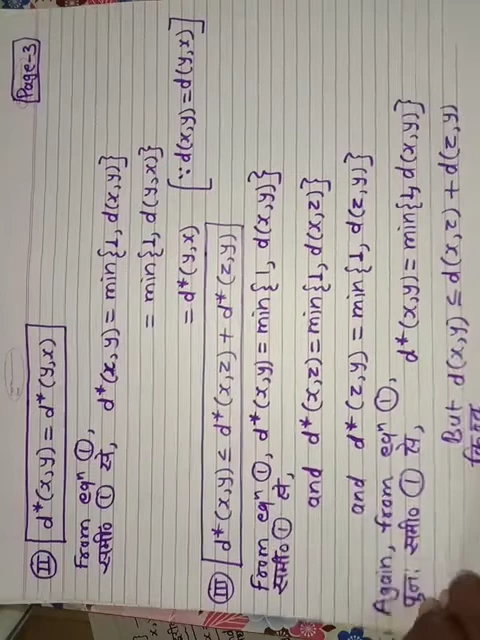 Page-3
II d*(x,y) = d*(y,x)
From eqⁿ ①,
समी० ① से, d*(x,y) = min{1, d(x,y)}
= min{1, d(y,x)}
= d*(y,x) [∵ d(x,y) = d(y,x)]
III d*(x,y) ≤ d*(x,z) + d*(z,y)
From eqⁿ ①, d*(x,y) = min{1, d(x,y)}
समी० ① से,
and d*(x,z) = min{1, d(x,z)}
and d*(z,y) = min{1, d(z,y)}
Again, from eqⁿ ①,
पुनः समी० ① से, d*(x,y) = min{1, d(x,y)}
But d(x,y) ≤ d(x,z) + d(z,y)